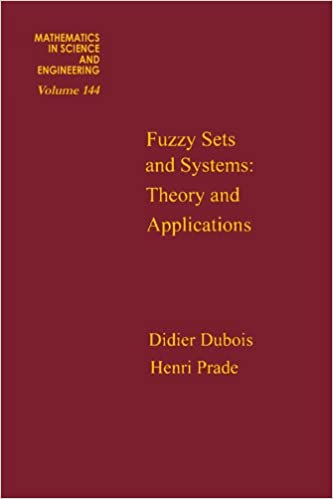 MATHEMATICS
IN SCIENCE
AND
ENGINEERING
Volume 144
Fuzzy Sets
and Systems:
Theory and
Applications
Didier Dubois
Henri Prade